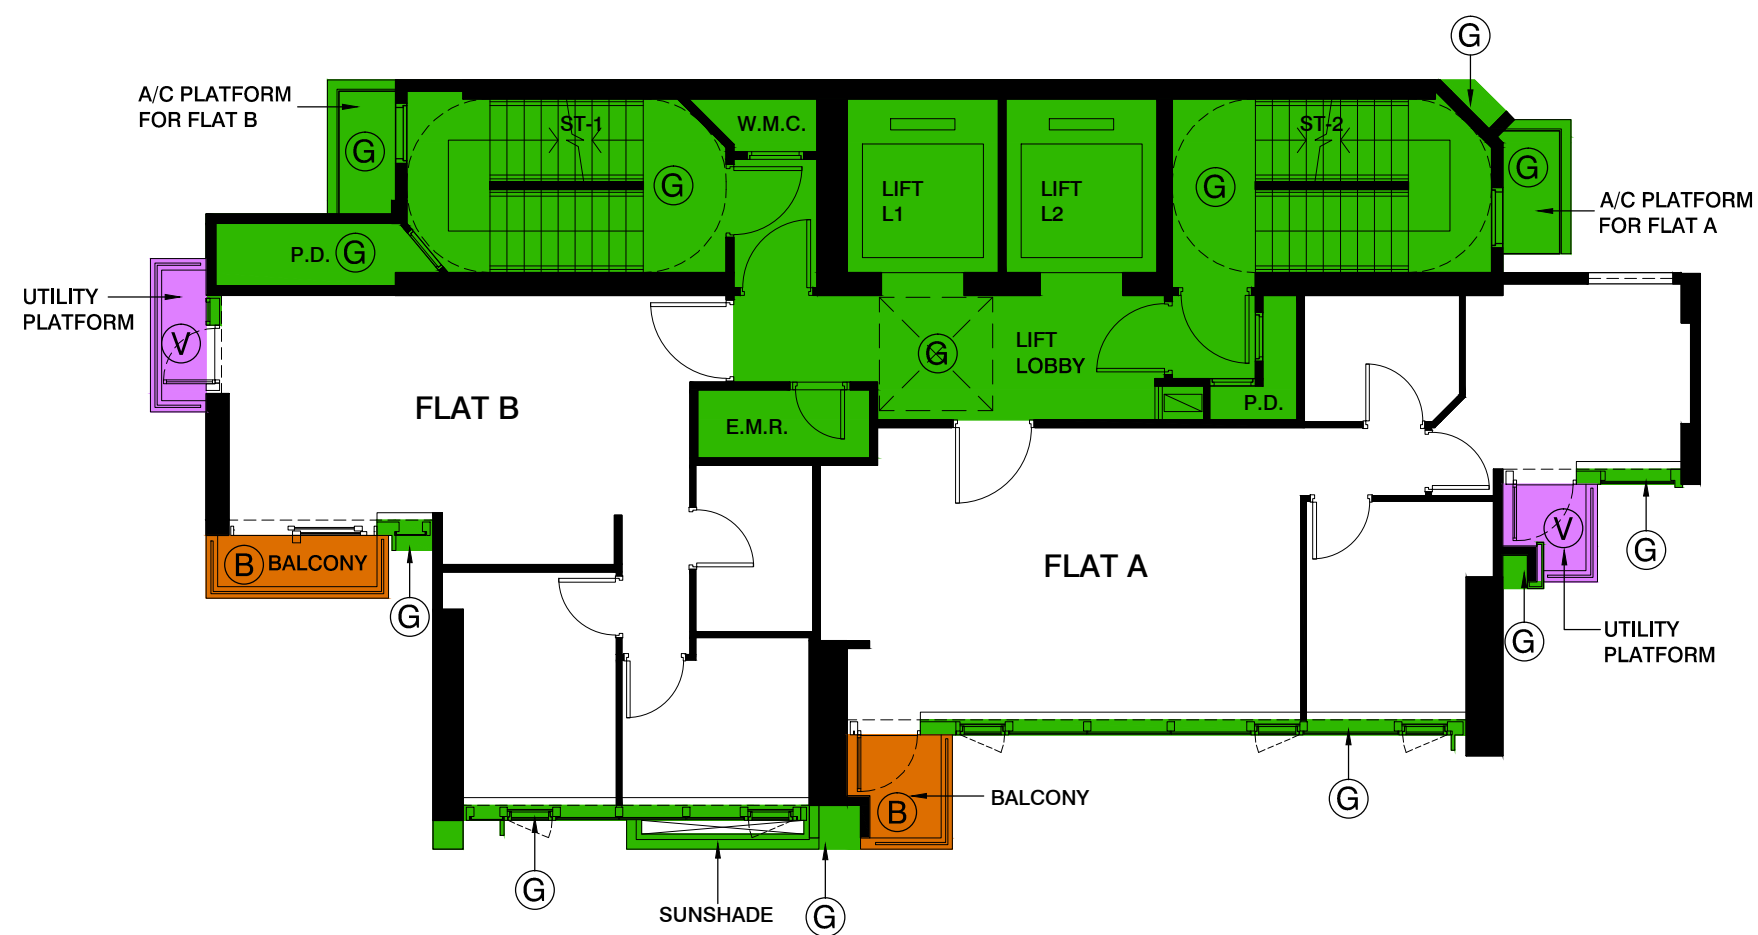 G
A/C PLATFORM
FOR FLAT B
G
ST-1
G
W.M.C.
LIFT
L1
LIFT
L2
ST-2
G
G
A/C PLATFORM
FOR FLAT A
P.D.
G
UTILITY
PLATFORM
V
G
LIFT
LOBBY
FLAT B
E.M.R.
P.D.
B
BALCONY
G
FLAT A
V
G
G
UTILITY
PLATFORM
B
BALCONY
G
G
SUNSHADE
G